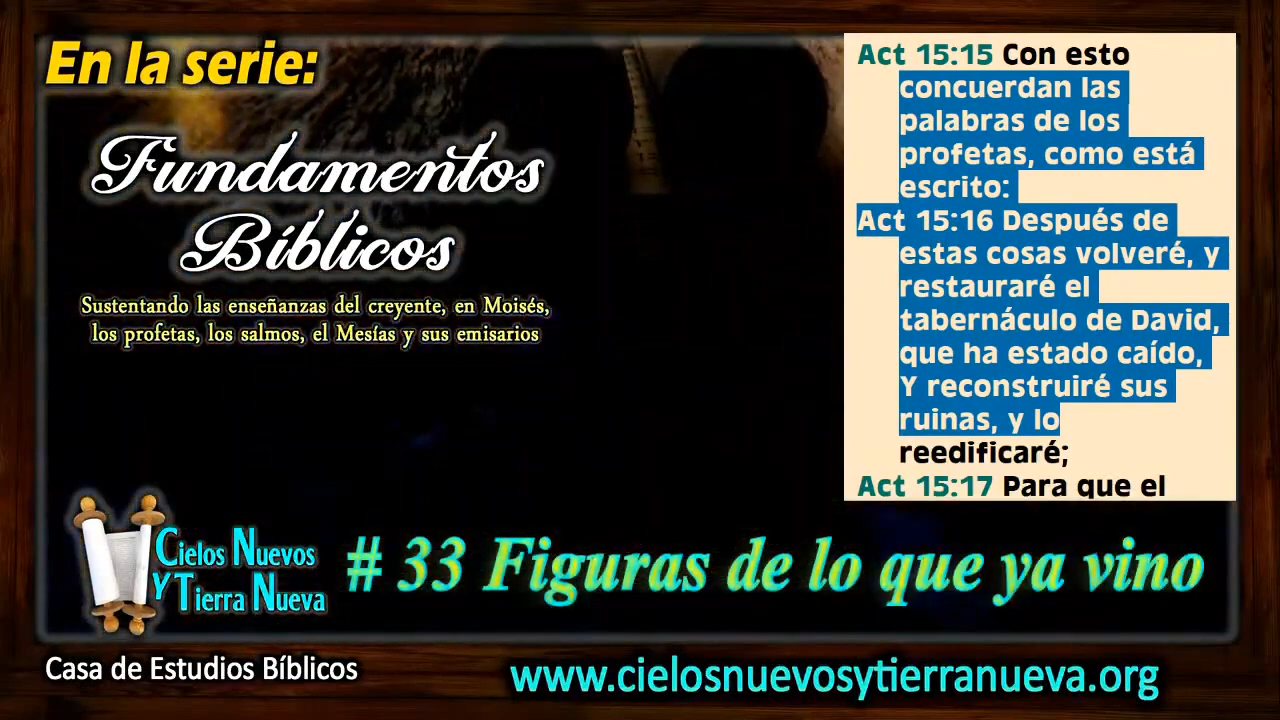 En la serie:
Fundamentos
Bíblicos
Sustentando las enseñanzas del creyente, en Moisés,
los profetas, los salmos, el Mesías y sus emisarios
Act 15:15 Con esto
concuerdan las
palabras de los
profetas, como está
escrito:
Act 15:16 Después de
estas cosas volveré, y
restauraré el
tabernáculo de David,
que ha estado caído,
Y reconstruiré sus
ruinas, y lo
reedificaré;
Act 15:17 Para que el
Cielos Nuevos
Y Tierra Nueva
# 33 Figuras de lo que ya vino
Casa de Estudios Bíblicos
www.cielosnuevosytierranueva.org